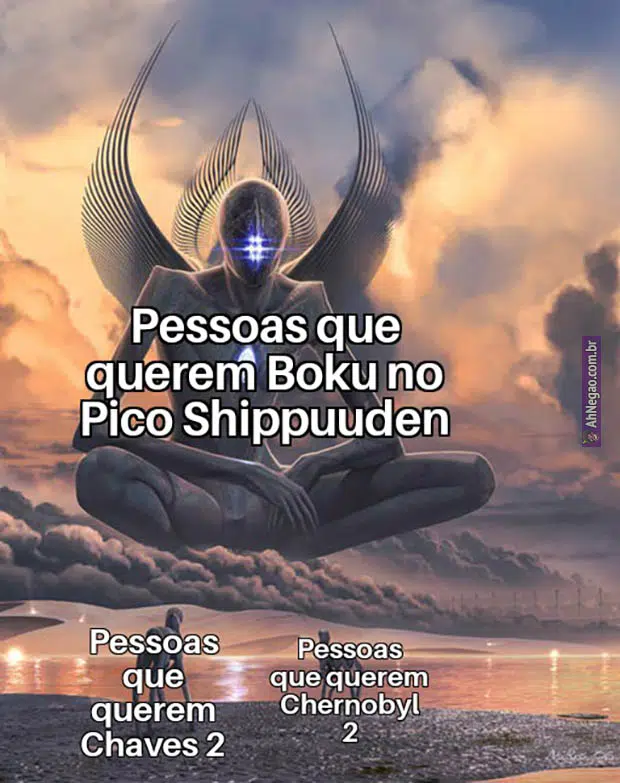 Pessoas que
querem Boku no
Pico Shippuuden
AhNegao.com.br
Pessoas
que
querem
Chaves 2
Pessoas
que querem
Chernobyl
2